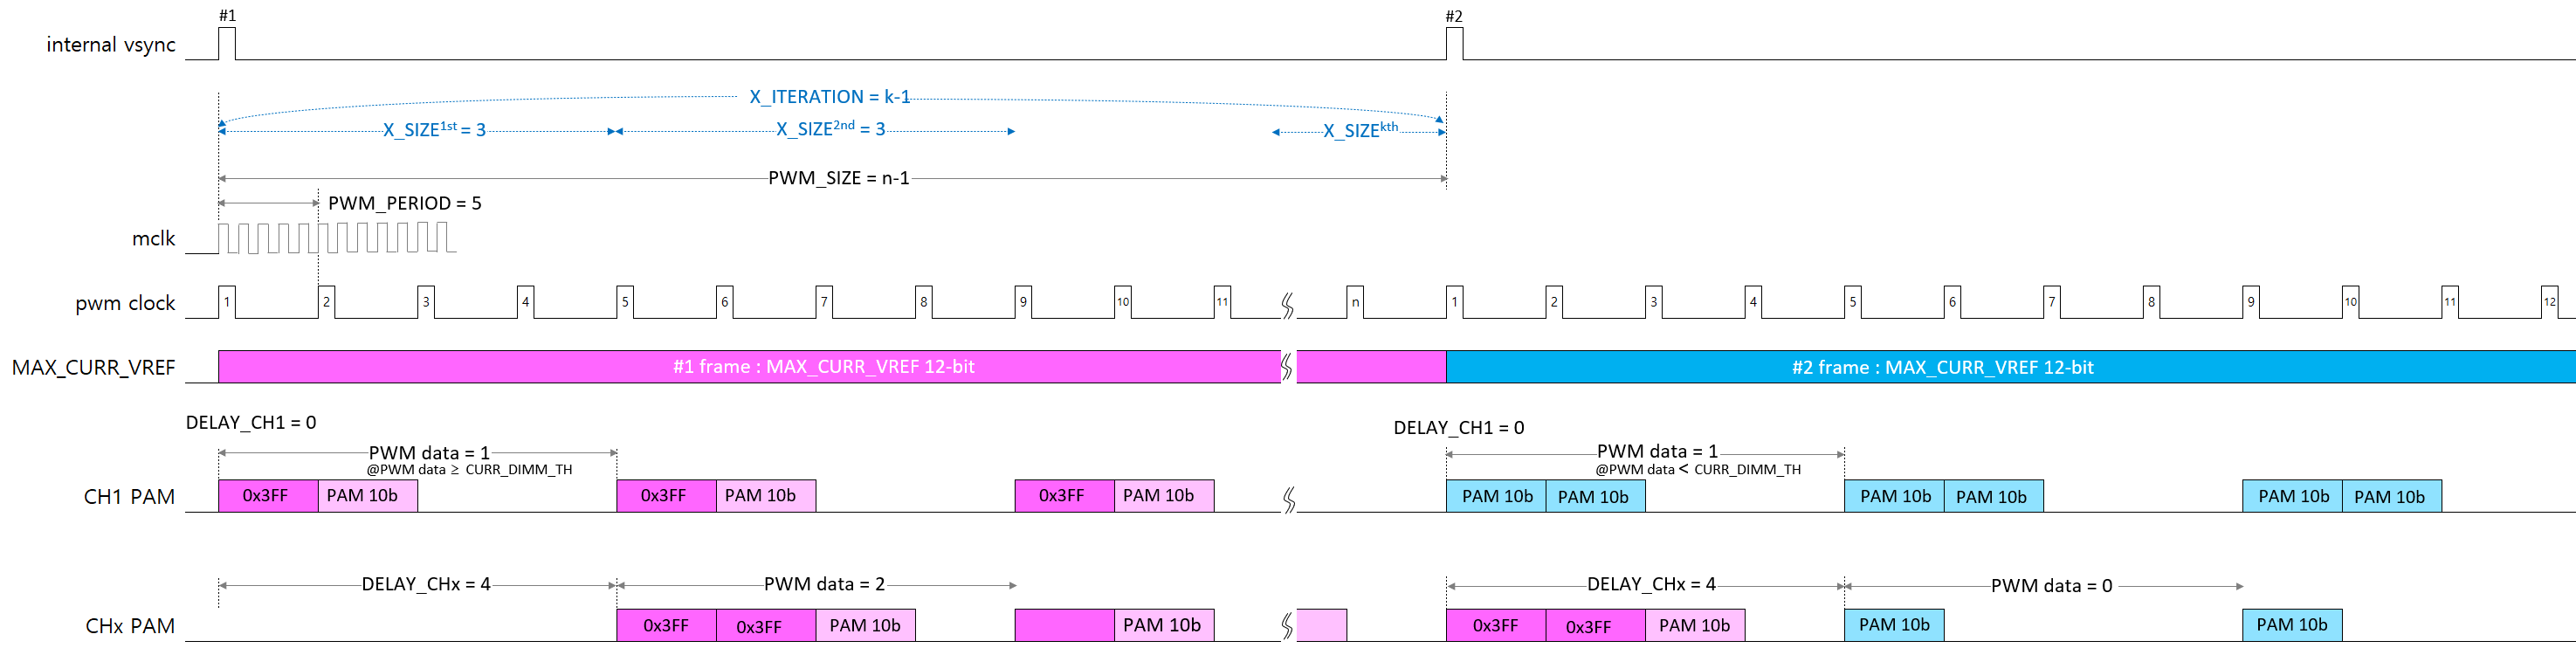 #1 #2
internal vsync
X_ITERATION = k-1
X_SIZE1st = 3 X_SIZE2nd = 3 X_SIZEkth
PWM_SIZE = n-1
PWM_PERIOD = 5
mclk
pwm clock 1 2 3 4 5 6 7 8 9 10 11 n 1 2 3 4 5 6 7 8 9 10 11 12
MAX_CURR_VREF #1 frame : MAX_CURR_VREF 12-bit #2 frame : MAX_CURR_VREF 12-bit
DELAY_CH1 = 0 DELAY_CH1 = 0
PWM data = 1 PWM data = 1
@PWM data ≥ CURR_DIMM_TH @PWM data < CURR_DIMM_TH
CH1 PAM 0x3FF PAM 10b 0x3FF PAM 10b 0x3FF PAM 10b PAM 10b PAM 10b PAM 10b PAM 10b PAM 10b PAM 10b
DELAY_CHx = 4 PWM data = 2 DELAY_CHx = 4 PWM data = 0
CHx PAM 0x3FF 0x3FF PAM 10b PAM 10b 0x3FF 0x3FF PAM 10b PAM 10b PAM 10b